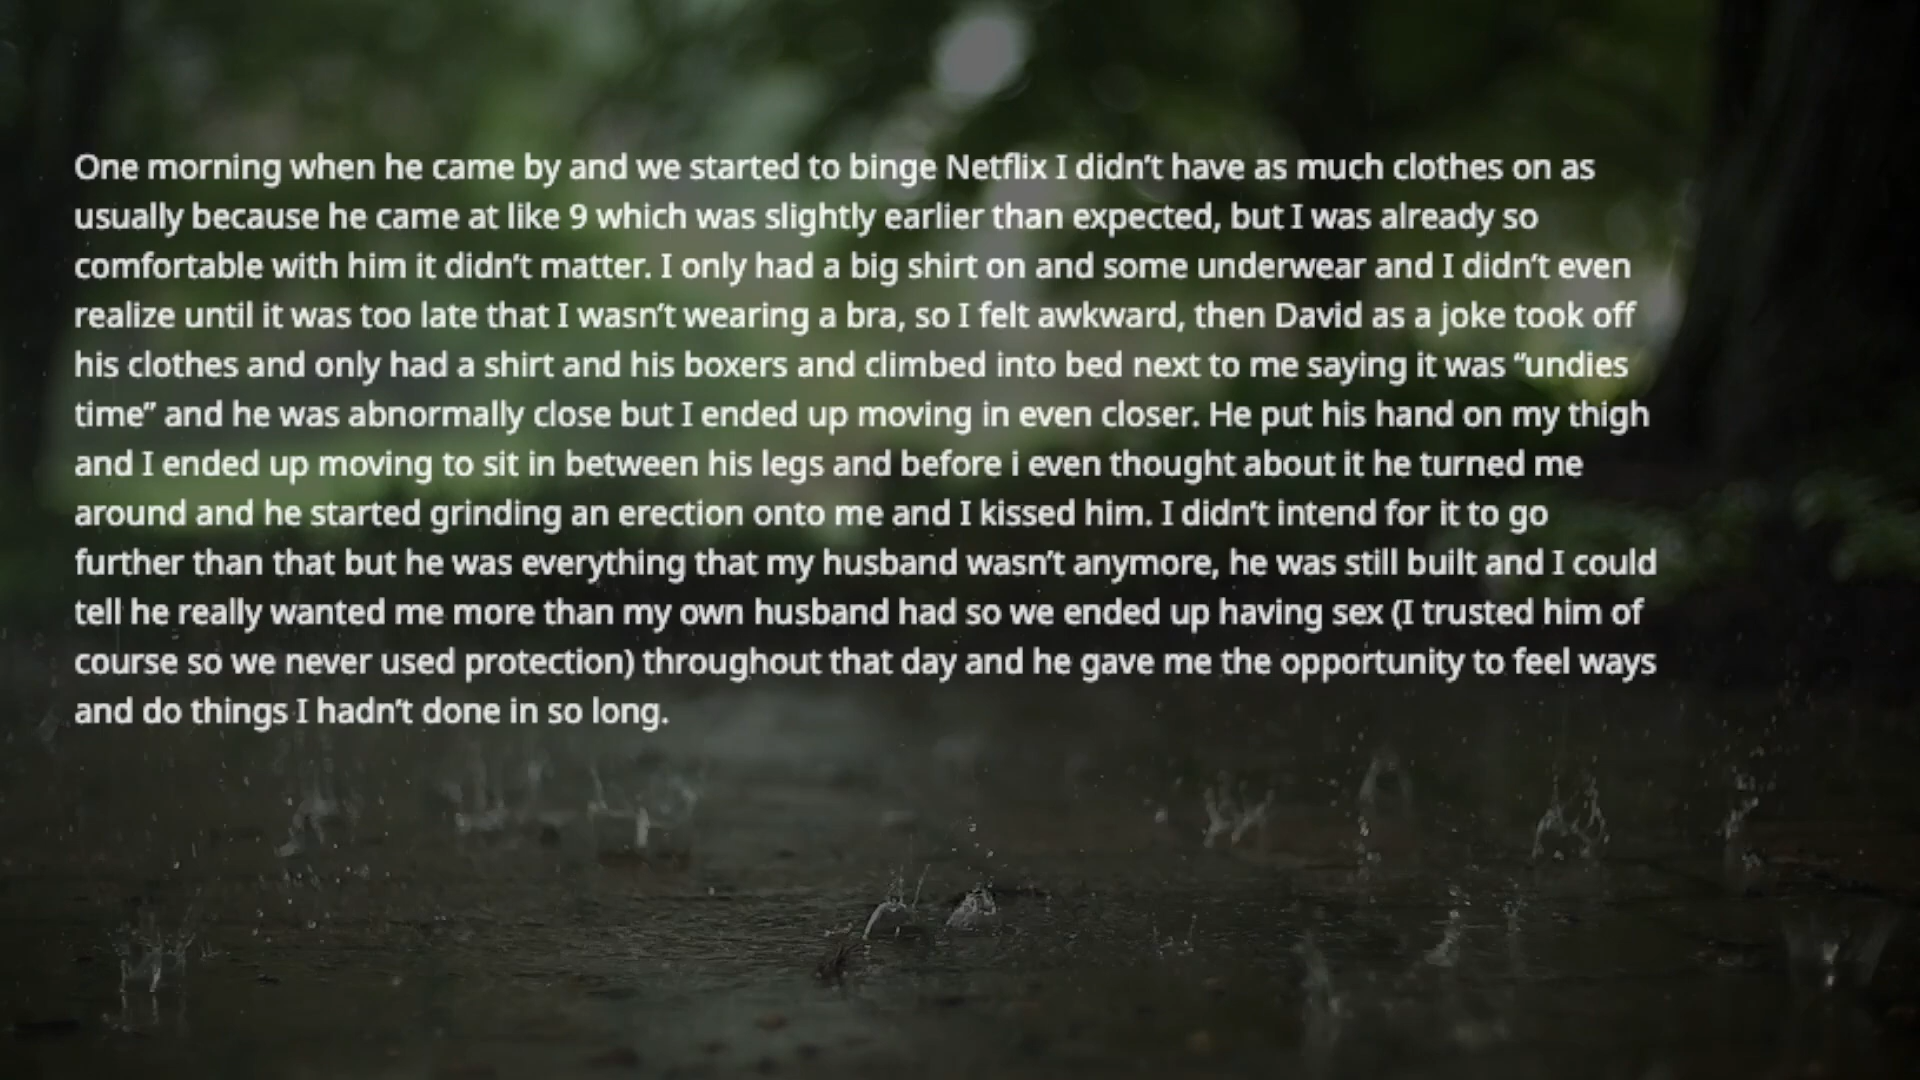 One morning when he came by and we started to binge Netflix I didn’t have as much clothes on as
usually because he came at like 9 which was slightly earlier than expected, but I was already so
comfortable with him it didn’t matter. I only had a big shirt on and some underwear and I didn’t even
realize until it was too late that I wasn’t wearing a bra, so I felt awkward, then David as a joke took off
his clothes and only had a shirt and his boxers and climbed into bed next to me saying it was “undies
time” and he was abnormally close but I ended up moving in even closer. He put his hand on my thigh
and I ended up moving to sit in between his legs and before i even thought about it he turned me
around and he started grinding an erection onto me and I kissed him. I didn’t intend for it to go
further than that but he was everything that my husband wasn’t anymore, he was still built and I could
tell he really wanted me more than my own husband had so we ended up having sex (I trusted him of
course so we never used protection) throughout that day and he gave me the opportunity to feel ways
and do things I hadn’t done in so long.